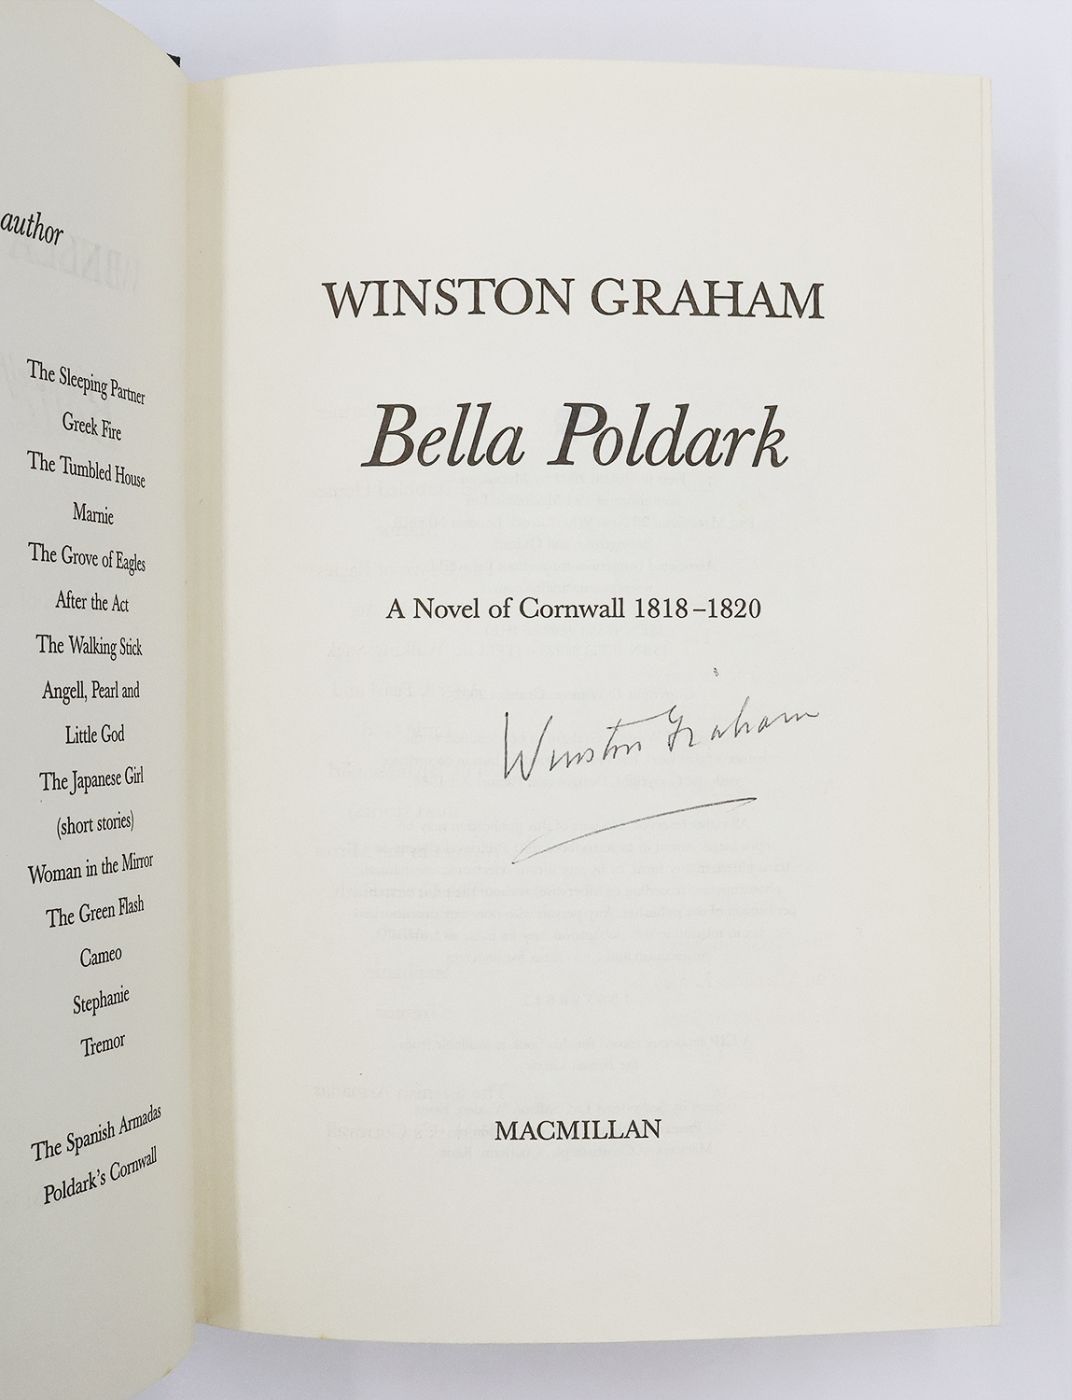 author
The Sleeping Partner
Greek Fire
The Tumbled House
Marnie
The Grove of Eagles
After the Act
The Walking Stick
Angell, Pearl and
Little God
The Japanese Girl
(short stories)
Woman in the Mirror
The Green Flash
Cameo
Stephanie
Tremor
The Spanish Armadas
Poldark's Cornwall
WINSTON GRAHAM
Bella Poldark
A Novel of Cornwall 1818–1820
Winston Graham
MACMILLAN